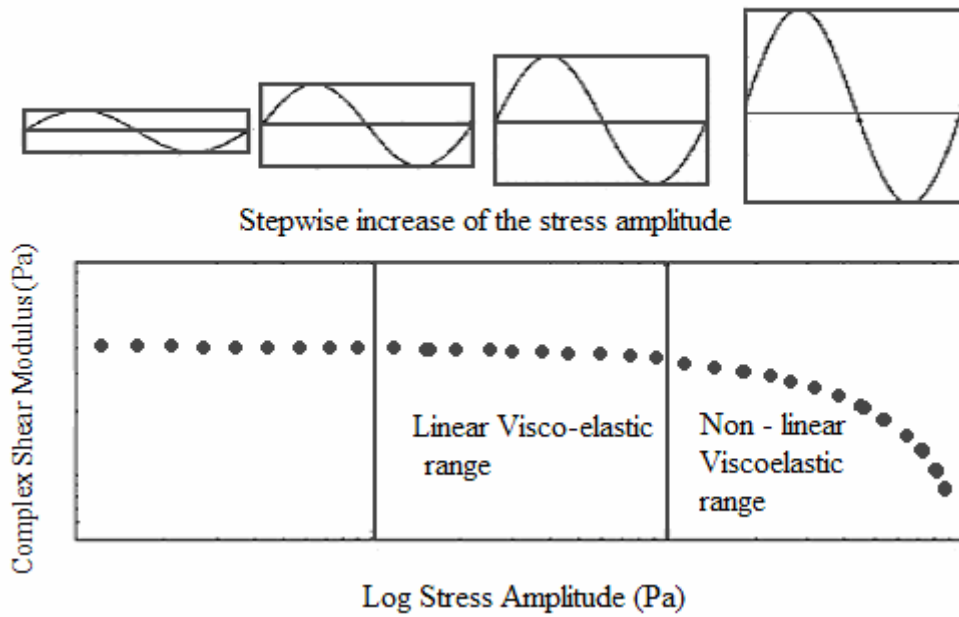 Stepwise increase of the stress amplitude
Complex Shear Modulus(Pa)
Linear Visco-elastic
range
Non - linear
Viscoelastic
range
Log Stress Amplitude (Pa)